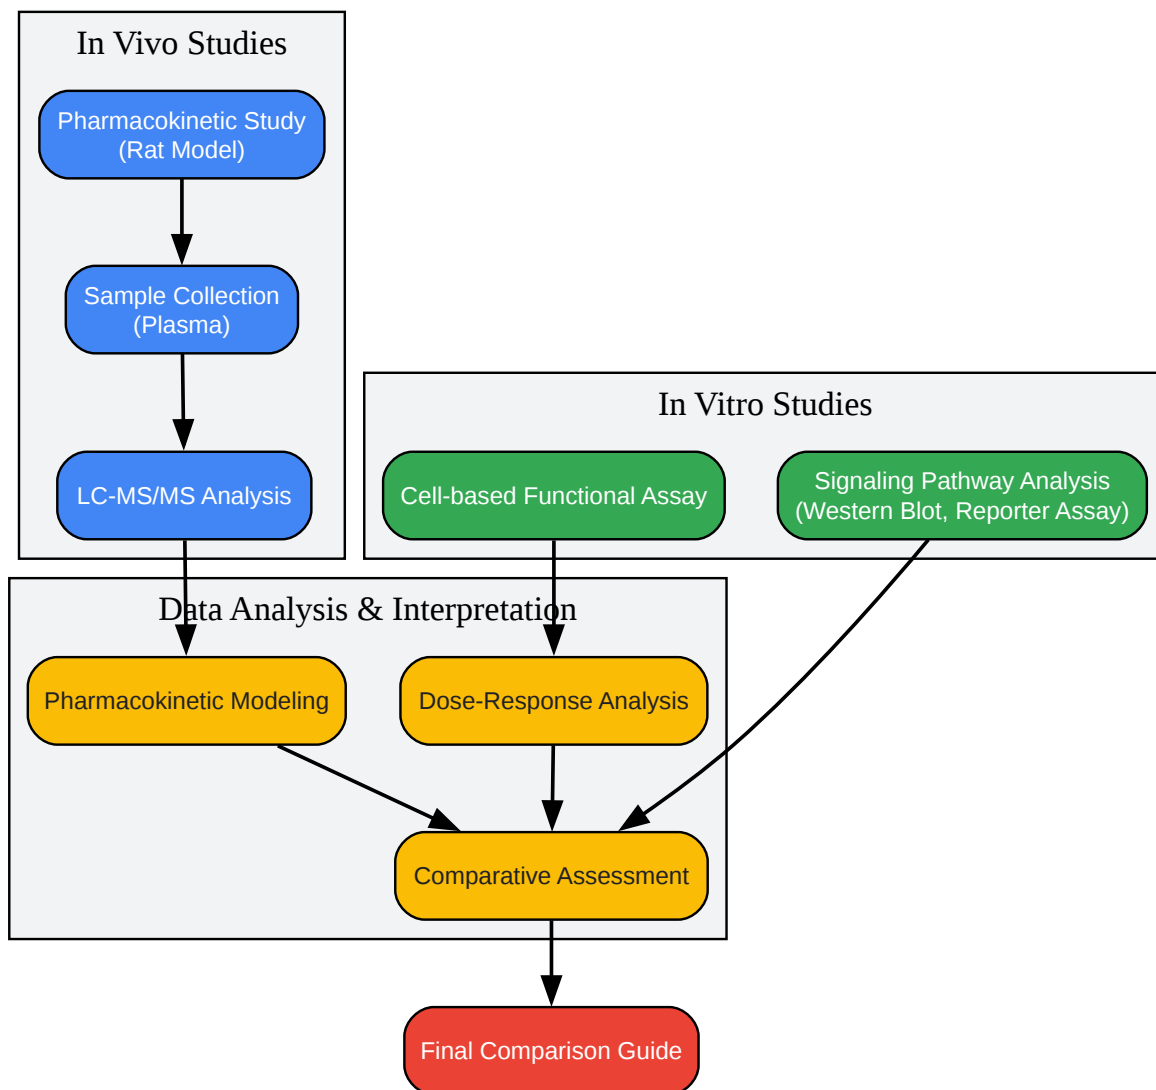 In Vivo Studies
Pharmacokinetic Study
(Rat Model)
Sample Collection
(Plasma)
LC-MS/MS Analysis
In Vitro Studies
Cell-based Functional Assay
Signaling Pathway Analysis
(Western Blot, Reporter Assay)
Data Analysis & Interpretation
Pharmacokinetic Modeling
Dose-Response Analysis
Comparative Assessment
Final Comparison Guide